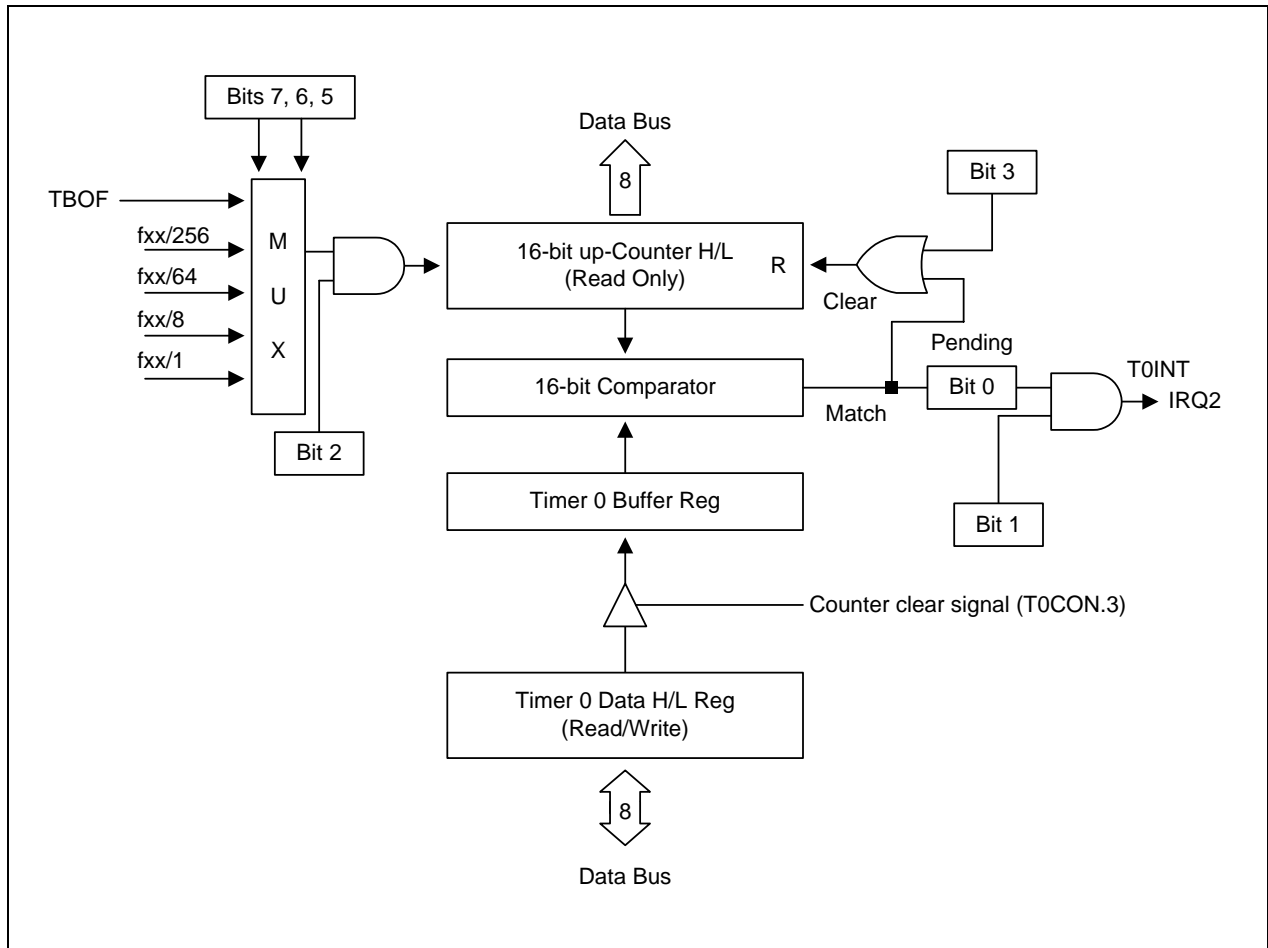 Bits 7, 6, 5
Data Bus
8
Bit 3
TBOF
fxx/256
fxx/64
fxx/8
fxx/1
M
U
X
16-bit up-Counter H/L
(Read Only)
R
Clear
Pending
16-bit Comparator
Match
Bit 0
T0INT
IRQ2
Bit 2
Timer 0 Buffer Reg
Bit 1
Counter clear signal (T0CON.3)
Timer 0 Data H/L Reg
(Read/Write)
8
Data Bus